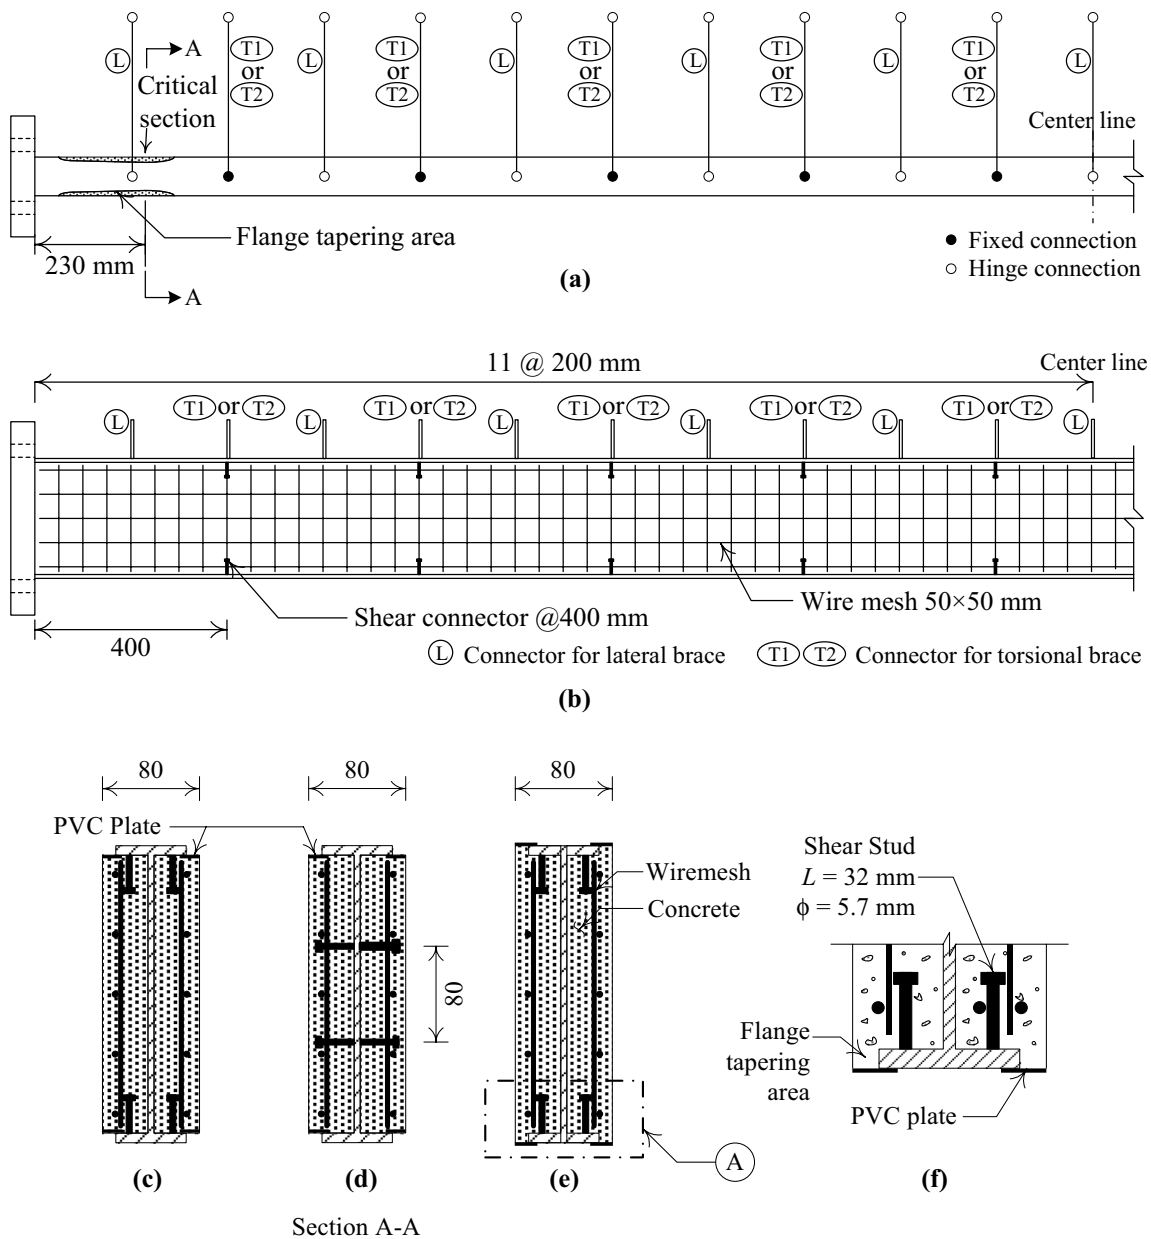 L
A
T1
or
T2
L
T1
or
T2
L
T1
or
T2
L
T1
or
T2
L
T1
or
T2
L
Critical
section
Center line
Flange tapering area
230 mm
A
Fixed connection
Hinge connection
(a)
11 @ 200 mm
Center line
L
T1 or T2
L
T1 or T2
L
T1 or T2
L
T1 or T2
L
T1 or T2
L
Wire mesh 50×50 mm
Shear connector @400 mm
400
L Connector for lateral brace
T1 T2 Connector for torsional brace
(b)
80
80
80
PVC Plate
Wiremesh
Concrete
80
A
Shear Stud
L = 32 mm
ϕ = 5.7 mm
Flange
tapering
area
PVC plate
(c)
(d)
(e)
(f)
Section A-A